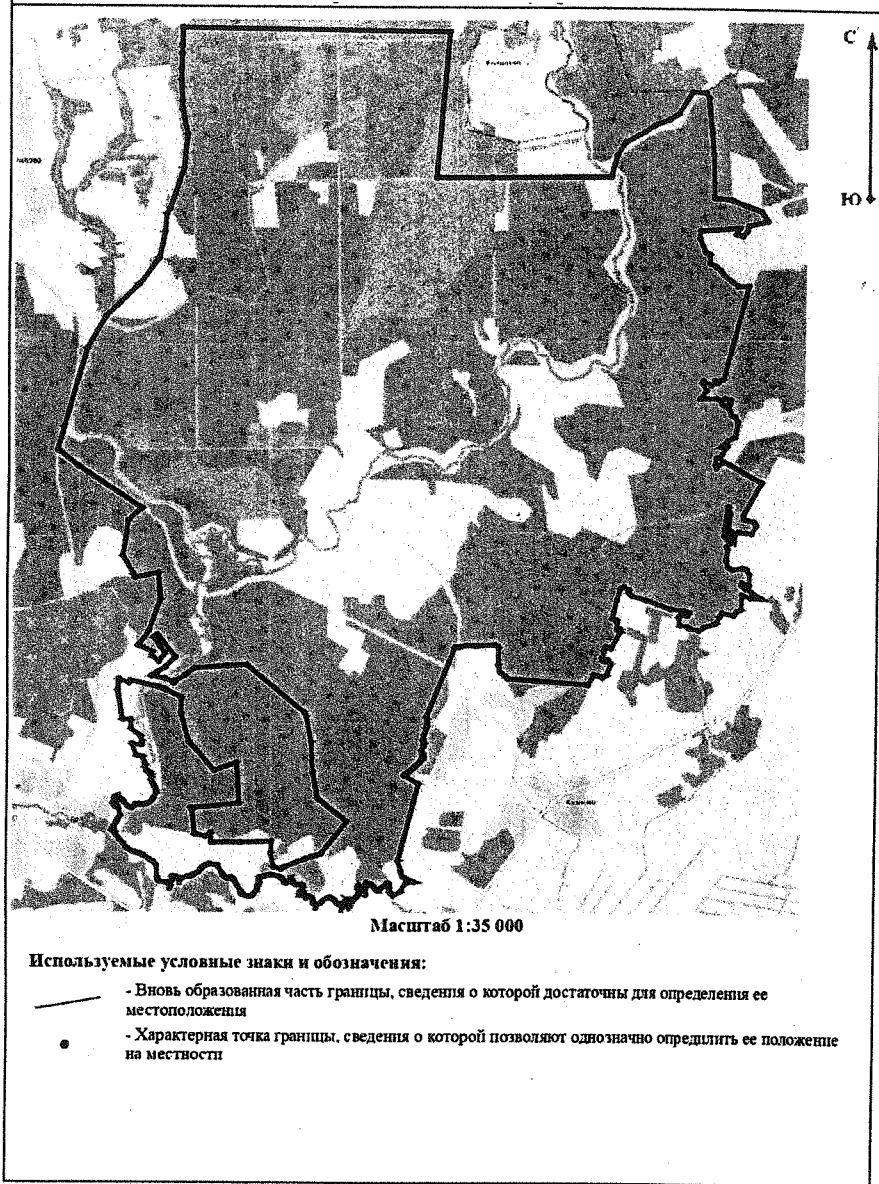 С
Ю
Масштаб 1:35 000
Используемые условные знаки и обозначения:
- Вновь образованная часть границы, сведения о которой достаточны для определения ее
местоположения
- Характерная точка границы, сведения о которой позволяют однозначно опредилить ее положение
на местности